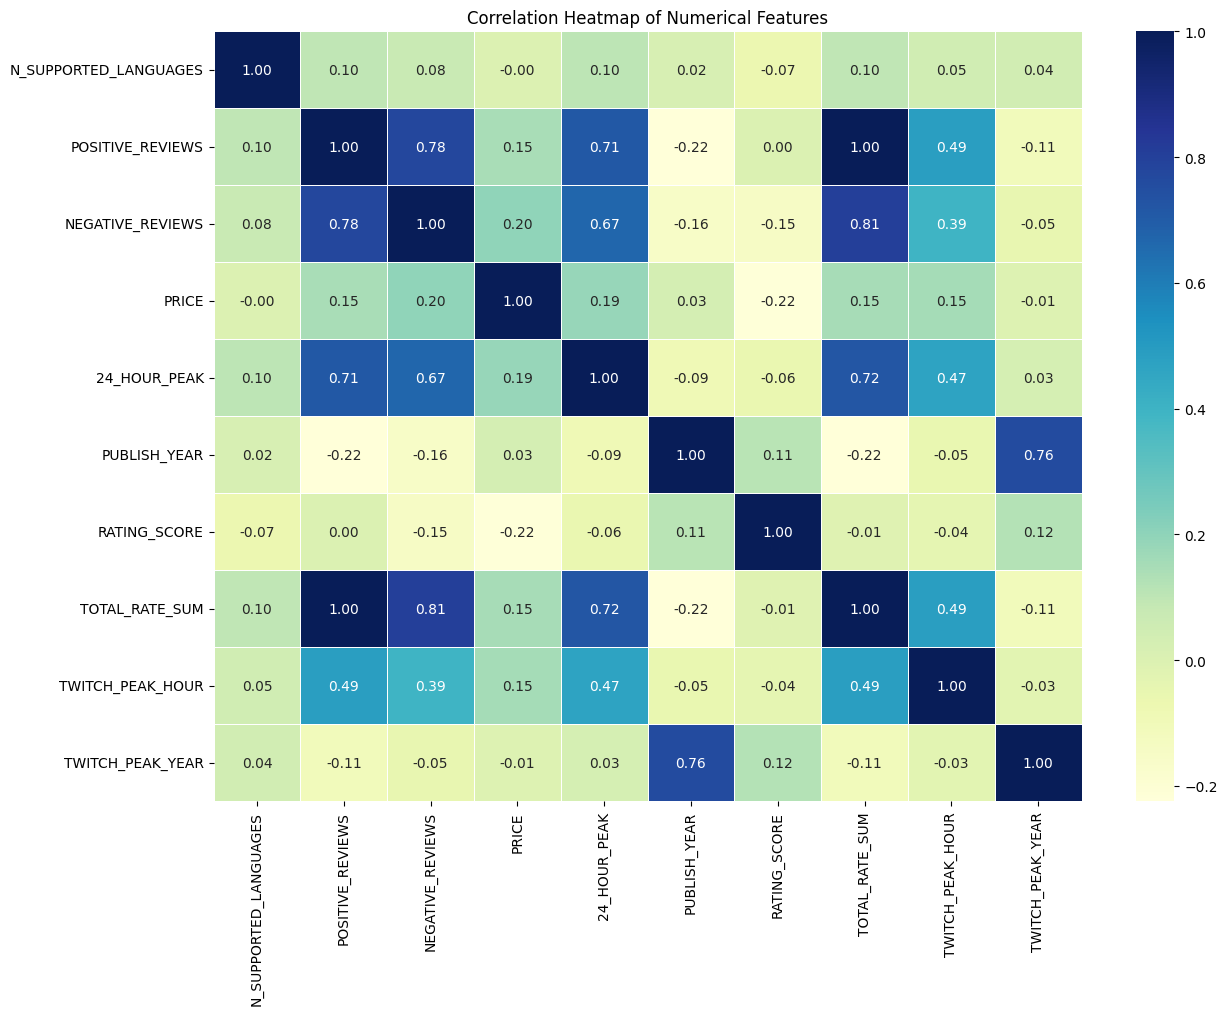 Correlation Heatmap of Numerical Features
N_SUPPORTED_LANGUAGES 1.00 0.10 0.08 -0.00 0.10 0.02 -0.07 0.10 0.05 0.04
POSITIVE_REVIEWS 0.10 1.00 0.78 0.15 0.71 -0.22 0.00 1.00 0.49 -0.11
NEGATIVE_REVIEWS 0.08 0.78 1.00 0.20 0.67 -0.16 -0.15 0.81 0.39 -0.05
PRICE -0.00 0.15 0.20 1.00 0.19 0.03 -0.22 0.15 0.15 -0.01
24_HOUR_PEAK 0.10 0.71 0.67 0.19 1.00 -0.09 -0.06 0.72 0.47 0.03
PUBLISH_YEAR 0.02 -0.22 -0.16 0.03 -0.09 1.00 0.11 -0.22 -0.05 0.76
RATING_SCORE -0.07 0.00 -0.15 -0.22 -0.06 0.11 1.00 -0.01 -0.04 0.12
TOTAL_RATE_SUM 0.10 1.00 0.81 0.15 0.72 -0.22 -0.01 1.00 0.49 -0.11
TWITCH_PEAK_HOUR 0.05 0.49 0.39 0.15 0.47 -0.05 -0.04 0.49 1.00 -0.03
TWITCH_PEAK_YEAR 0.04 -0.11 -0.05 -0.01 0.03 0.76 0.12 -0.11 -0.03 1.00
N_SUPPORTED_LANGUAGES
POSITIVE_REVIEWS
NEGATIVE_REVIEWS
PRICE
24_HOUR_PEAK
PUBLISH_YEAR
RATING_SCORE
TOTAL_RATE_SUM
TWITCH_PEAK_HOUR
TWITCH_PEAK_YEAR
1.0
0.8
0.6
0.4
0.2
0.0
−0.2